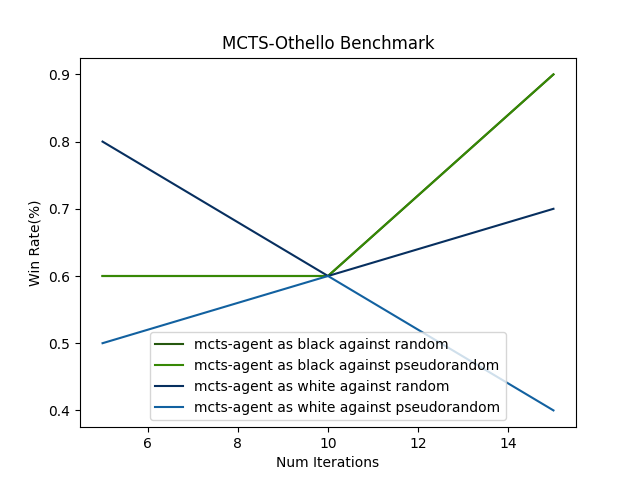 MCTS-Othello Benchmark
0.9
0.8
0.7
0.6
0.5
0.4
Win Rate(%)
mcts-agent as black against random
mcts-agent as black against pseudorandom
mcts-agent as white against random
mcts-agent as white against pseudorandom
6 8 10 12 14
Num Iterations